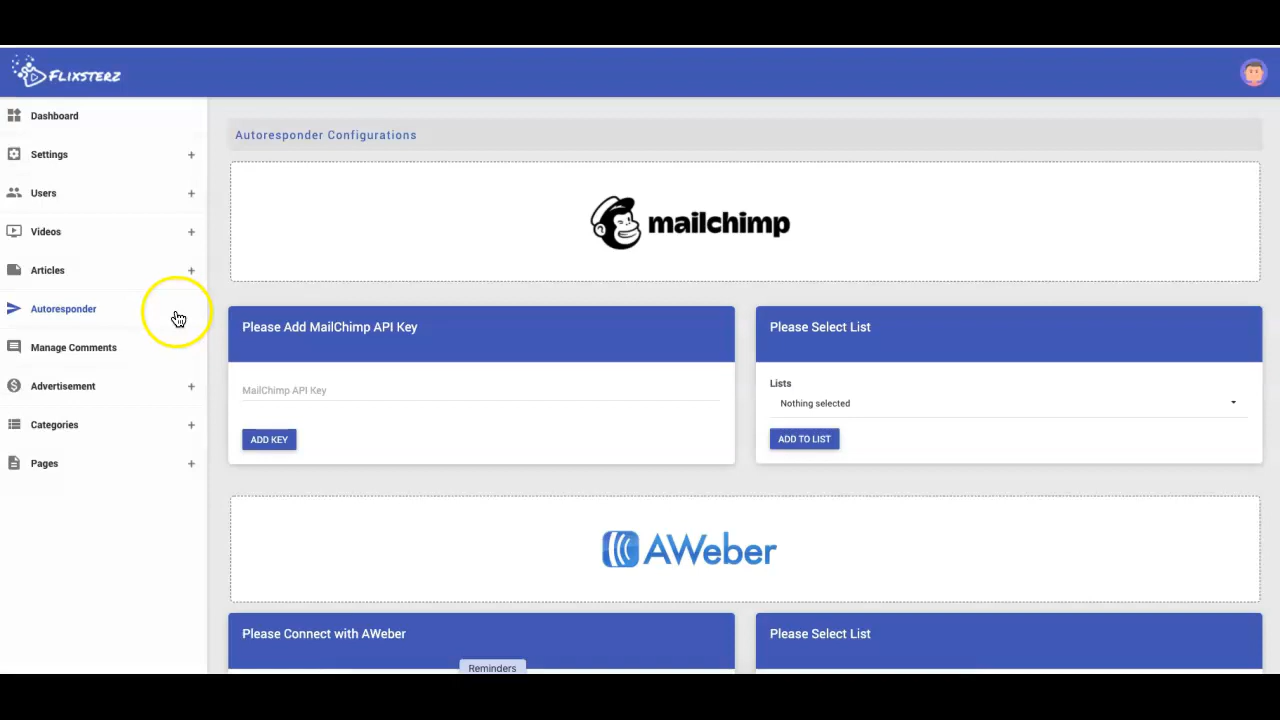 FLIXSTERZ
Dashboard
Settings +
Users +
Videos +
Articles +
Autoresponder
Manage Comments
Advertisement +
Categories +
Pages +
Autoresponder Configurations
mailchimp
Please Add MailChimp API Key
MailChimp API Key
ADD KEY
Please Select List
Lists
Nothing selected
ADD TO LIST
AWeber
Please Connect with AWeber
Please Select List
Reminders